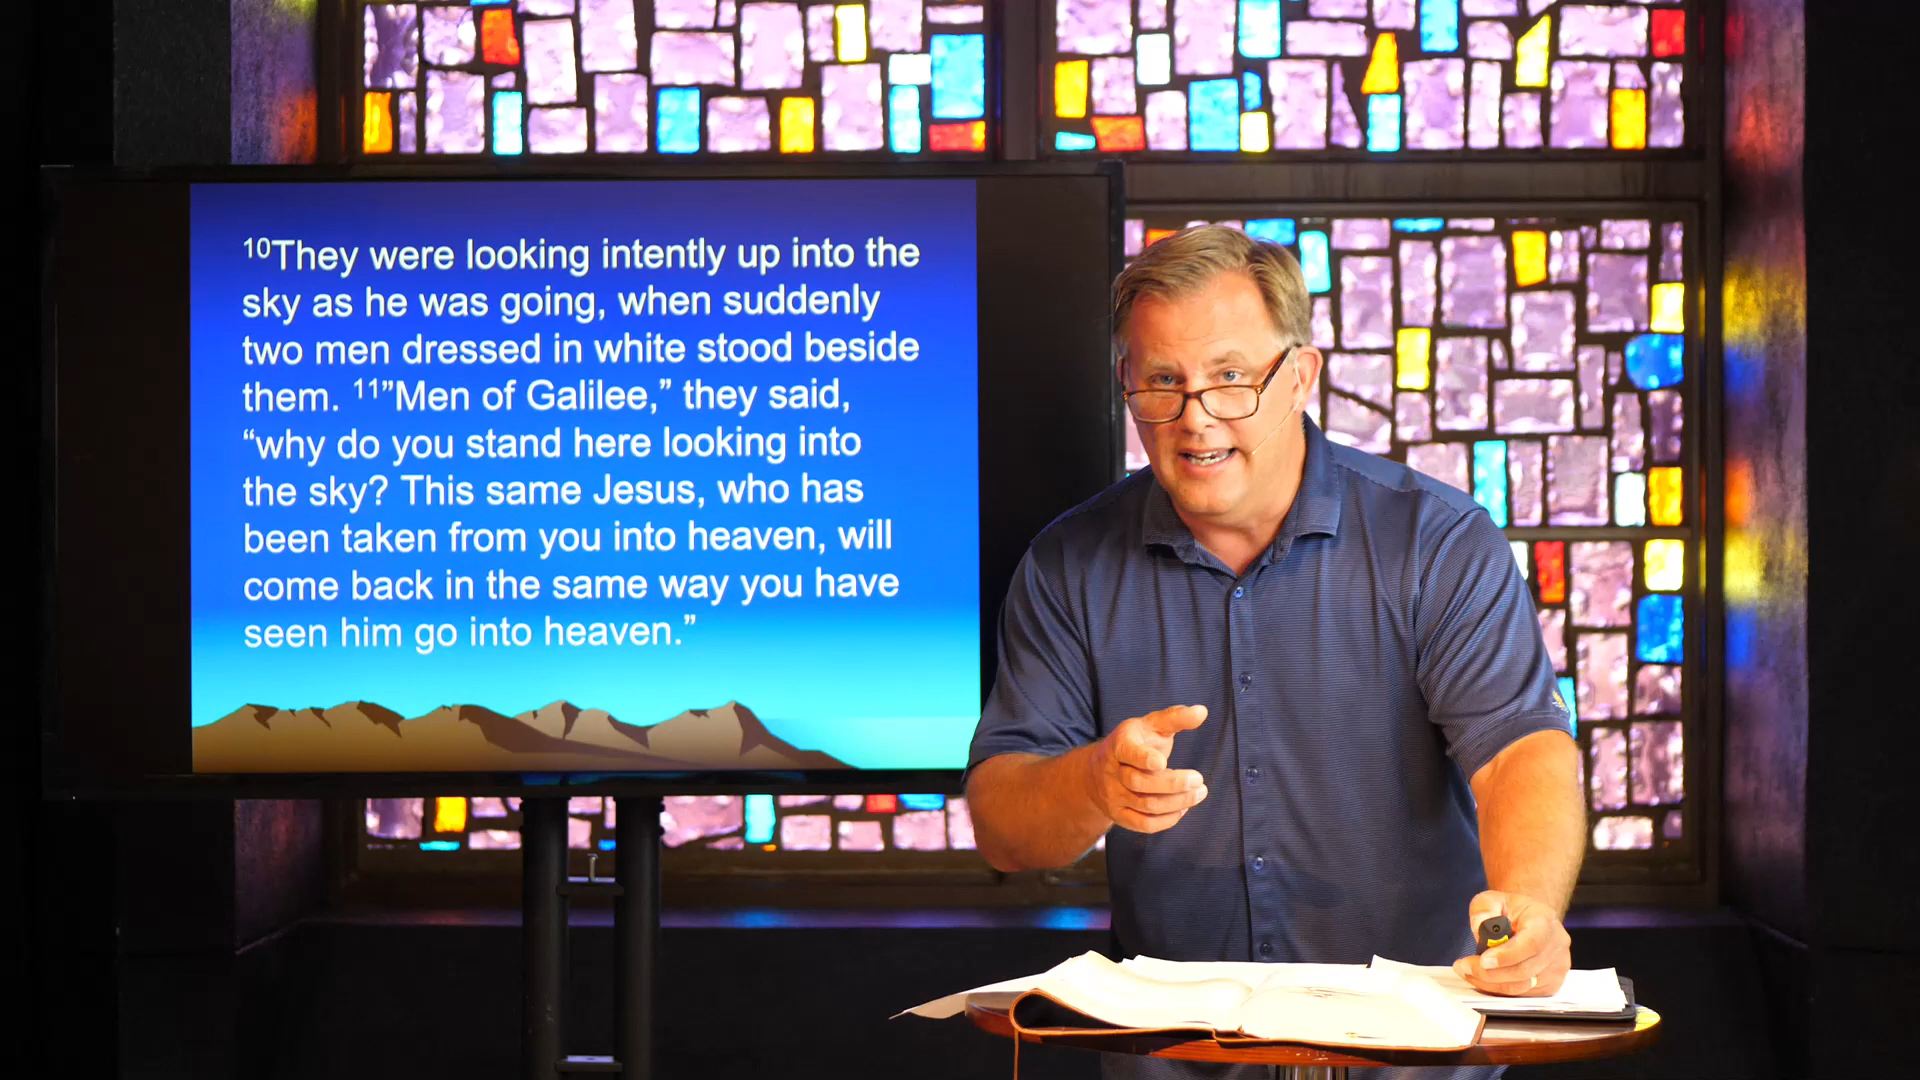 ¹⁰They were looking intently up into the
sky as he was going, when suddenly
two men dressed in white stood beside
them. ¹¹”Men of Galilee,” they said,
“why do you stand here looking into
the sky? This same Jesus, who has
been taken from you into heaven, will
come back in the same way you have
seen him go into heaven.”